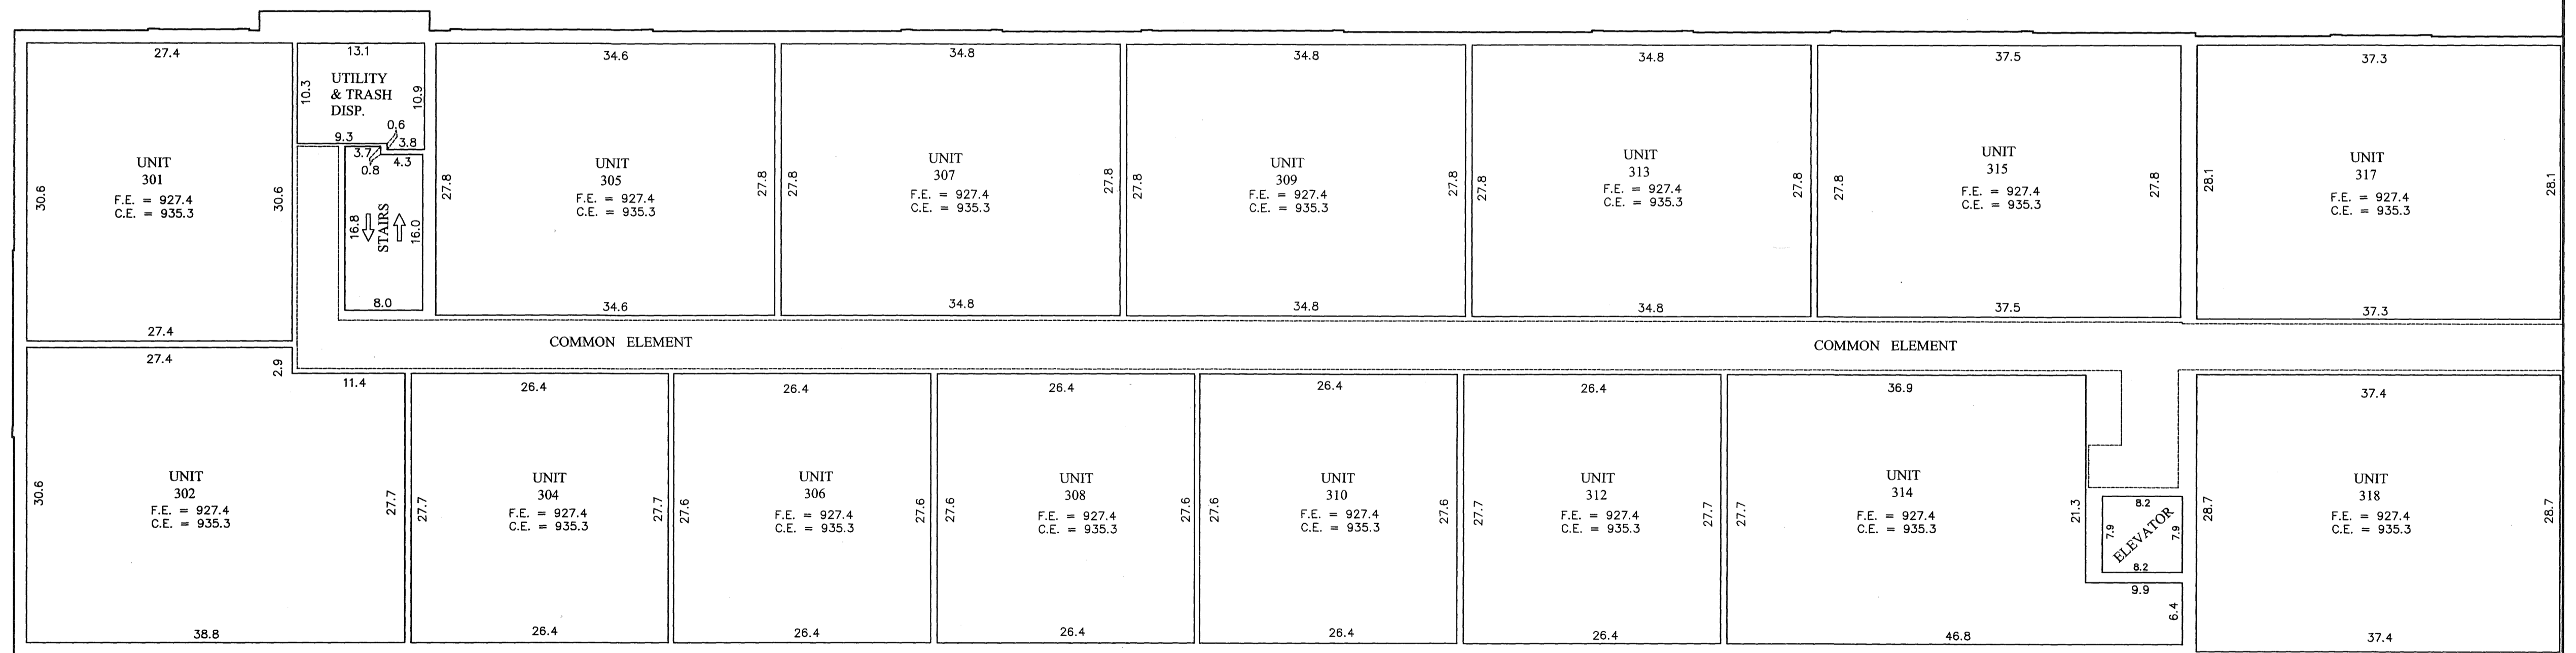 27.4
30.6
30.6
UNIT
301
F.E. = 927.4
C.E. = 935.3
27.4
13.1
10.3
UTILITY
& TRASH
DISP.
10.9
0.6
9.3
3.8
3.7
4.3
0.8
16.8
STAIRS
16.0
8.0
34.6
27.8
UNIT
305
F.E. = 927.4
C.E. = 935.3
27.8
34.6
34.8
27.8
UNIT
307
F.E. = 927.4
C.E. = 935.3
27.8
34.8
34.8
27.8
UNIT
309
F.E. = 927.4
C.E. = 935.3
27.8
34.8
34.8
27.8
UNIT
313
F.E. = 927.4
C.E. = 935.3
27.8
34.8
37.5
27.8
UNIT
315
F.E. = 927.4
C.E. = 935.3
27.8
37.5
37.3
28.1
UNIT
317
F.E. = 927.4
C.E. = 935.3
28.1
37.3
COMMON ELEMENT
COMMON ELEMENT
27.4
2.9
11.4
30.6
UNIT
302
F.E. = 927.4
C.E. = 935.3
27.7
38.8
26.4
27.7
UNIT
304
F.E. = 927.4
C.E. = 935.3
27.7
26.4
26.4
27.6
UNIT
306
F.E. = 927.4
C.E. = 935.3
27.6
26.4
26.4
27.6
UNIT
308
F.E. = 927.4
C.E. = 935.3
27.6
26.4
26.4
27.6
UNIT
310
F.E. = 927.4
C.E. = 935.3
27.6
26.4
26.4
27.7
UNIT
312
F.E. = 927.4
C.E. = 935.3
27.7
26.4
36.9
27.7
UNIT
314
F.E. = 927.4
C.E. = 935.3
21.3
9.9
6.4
46.8
8.2
7.9
ELEVATOR
7.9
8.2
37.4
28.7
UNIT
318
F.E. = 927.4
C.E. = 935.3
28.7
37.4